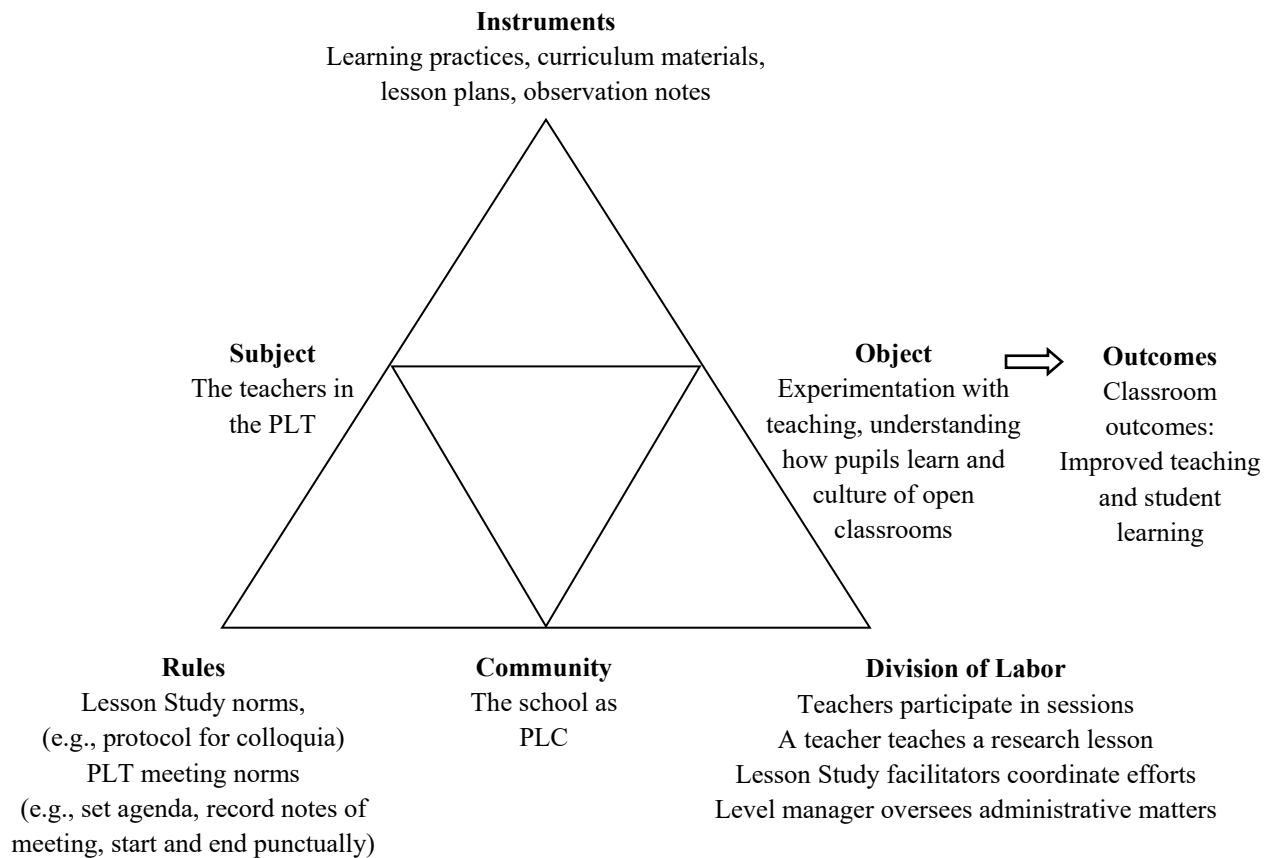 Instruments
Learning practices, curriculum materials,
lesson plans, observation notes
Subject
The teachers in
the PLT
Object
Experimentation with
teaching, understanding
how pupils learn and
culture of open
classrooms
Outcomes
Classroom
outcomes:
Improved teaching
and student
learning
Rules
Lesson Study norms,
(e.g., protocol for colloquia)
PLT meeting norms
(e.g., set agenda, record notes of
meeting, start and end punctually)
Community
The school as
PLC
Division of Labor
Teachers participate in sessions
A teacher teaches a research lesson
Lesson Study facilitators coordinate efforts
Level manager oversees administrative matters